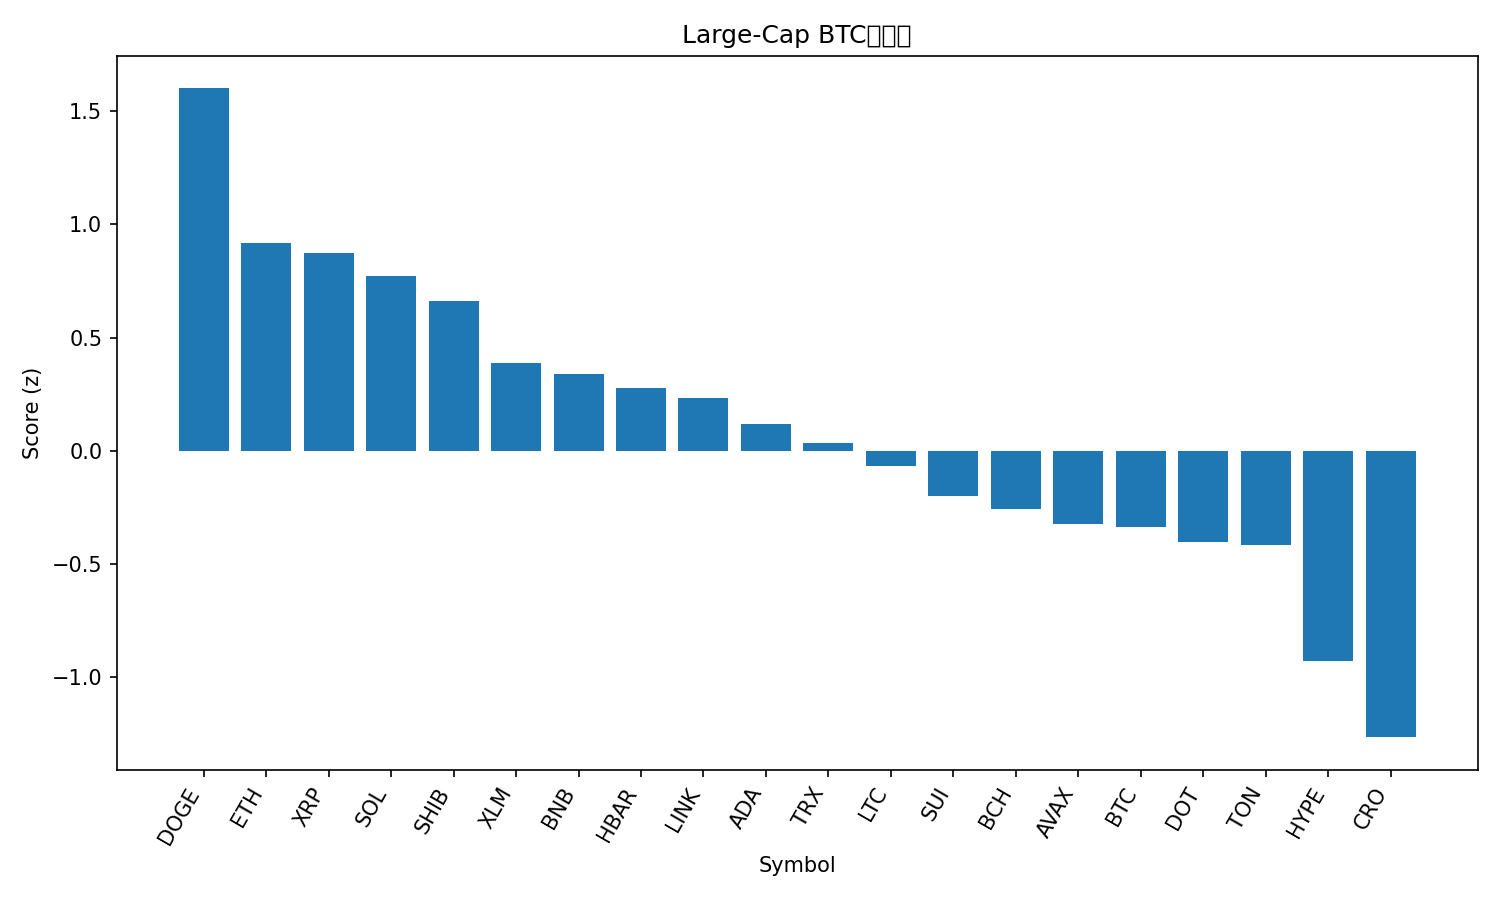 Large-Cap BTC
Score (z)
1.5
1.0
0.5
0.0
−0.5
−1.0
DOGE
ETH
XRP
SOL
SHIB
XLM
BNB
HBAR
LINK
ADA
TRX
LTC
SUI
BCH
AVAX
BTC
DOT
TON
HYPE
CRO
Symbol